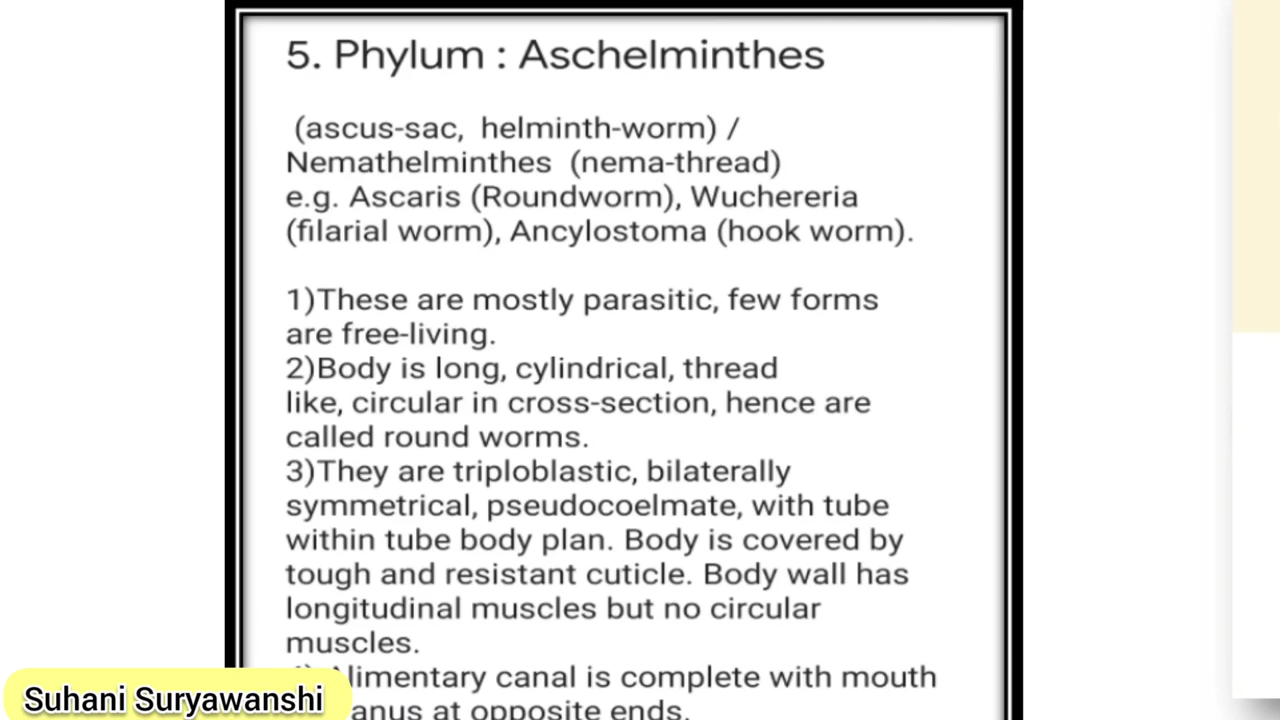 5. Phylum : Aschelminthes
(ascus-sac, helminth-worm) /
Nemathelminthes (nema-thread)
e.g. Ascaris (Roundworm), Wuchereria
(filarial worm), Ancylostoma (hook worm).
1)These are mostly parasitic, few forms
are free-living.
2)Body is long, cylindrical, thread
like, circular in cross-section, hence are
called round worms.
3)They are triploblastic, bilaterally
symmetrical, pseudocoelmate, with tube
within tube body plan. Body is covered by
tough and resistant cuticle. Body wall has
longitudinal muscles but no circular
muscles.
Alimentary canal is complete with mouth
anus at opposite ends.
Suhani Suryawanshi